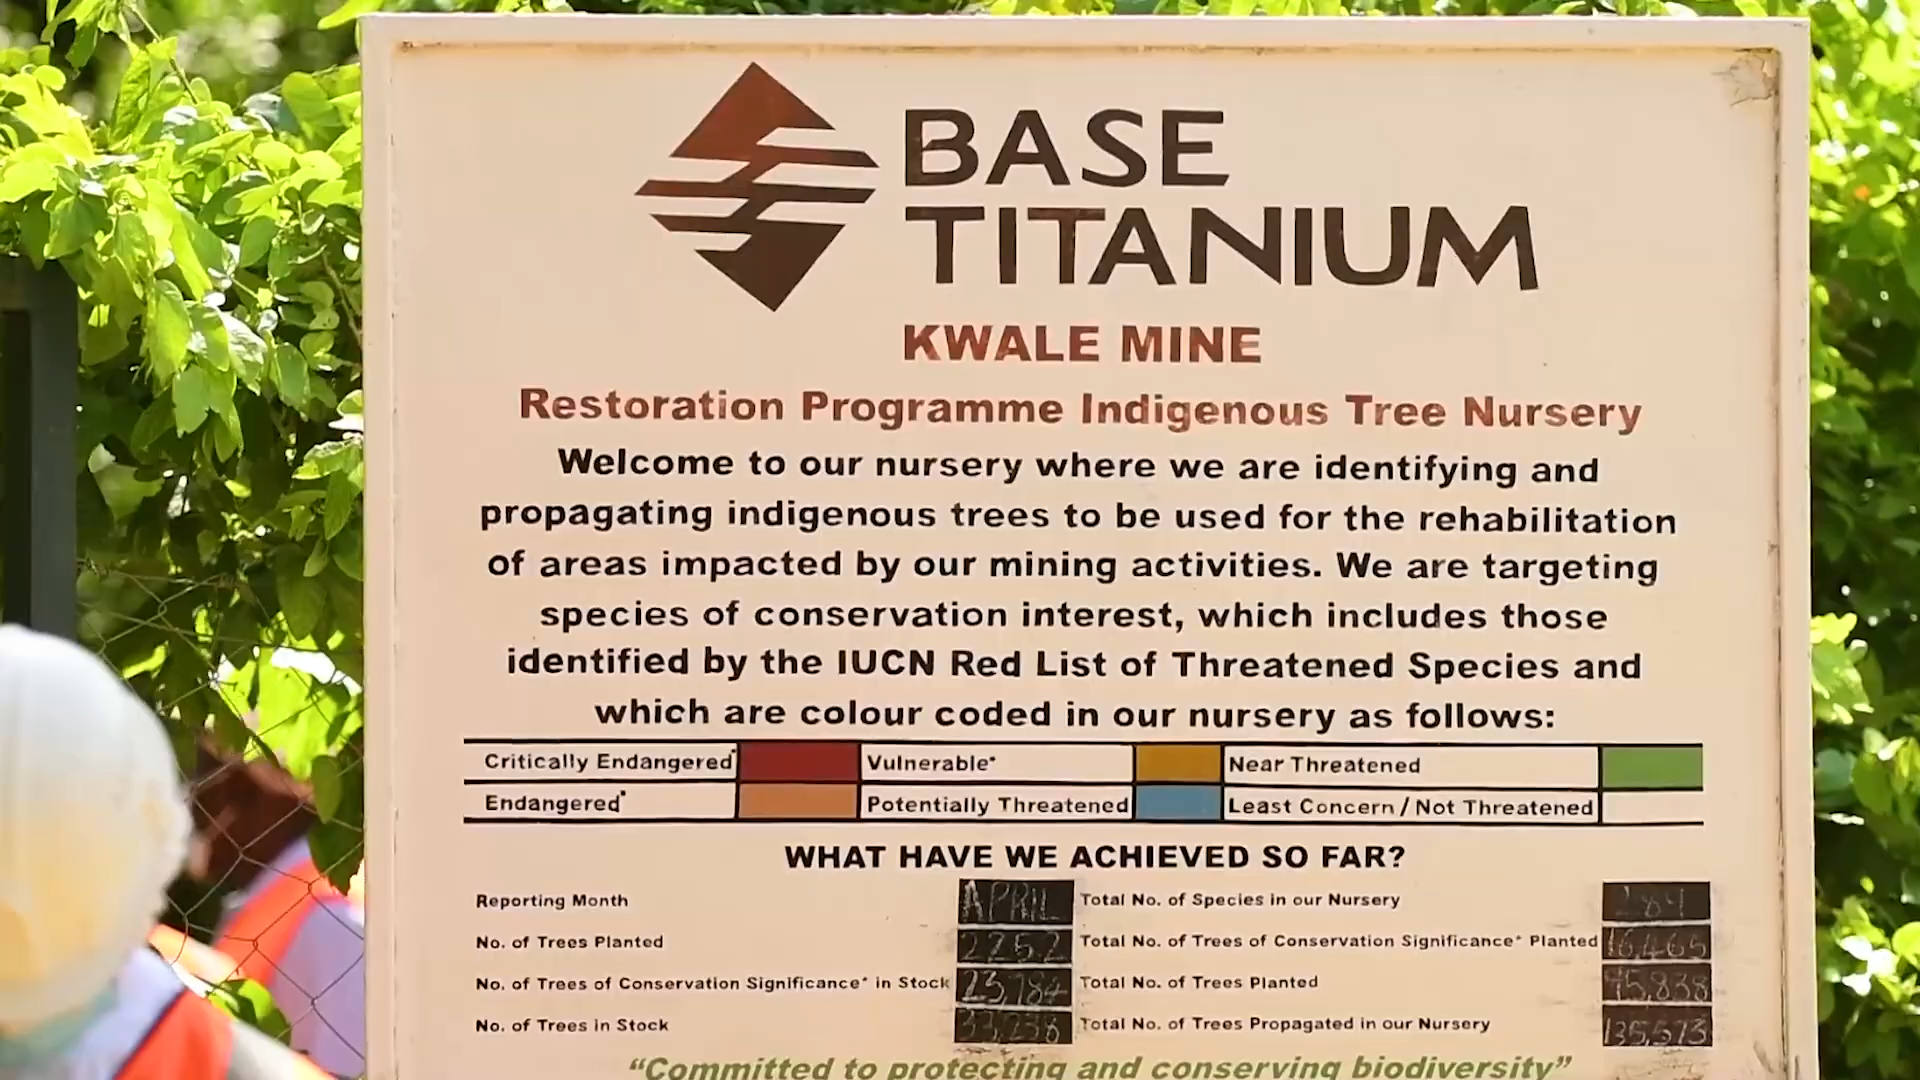 BASE
TITANIUM
KWALE MINE
Restoration Programme Indigenous Tree Nursery
Welcome to our nursery where we are identifying and
propagating indigenous trees to be used for the rehabilitation
of areas impacted by our mining activities. We are targeting
species of conservation interest, which includes those
identified by the IUCN Red List of Threatened Species and
which are colour coded in our nursery as follows:
Critically Endangered* Vulnerable* Near Threatened
Endangered* Potentially Threatened Least Concern / Not Threatened
WHAT HAVE WE ACHIEVED SO FAR?
Reporting Month APRIL Total No. of Species in our Nursery
No. of Trees Planted 2252 Total No. of Trees of Conservation Significance* Planted 16,465
No. of Trees of Conservation Significance* in Stock 23,784 Total No. of Trees Planted
No. of Trees in Stock Total No. of Trees Propagated in our Nursery 135,573
"Committed to protecting and conserving biodiversity"